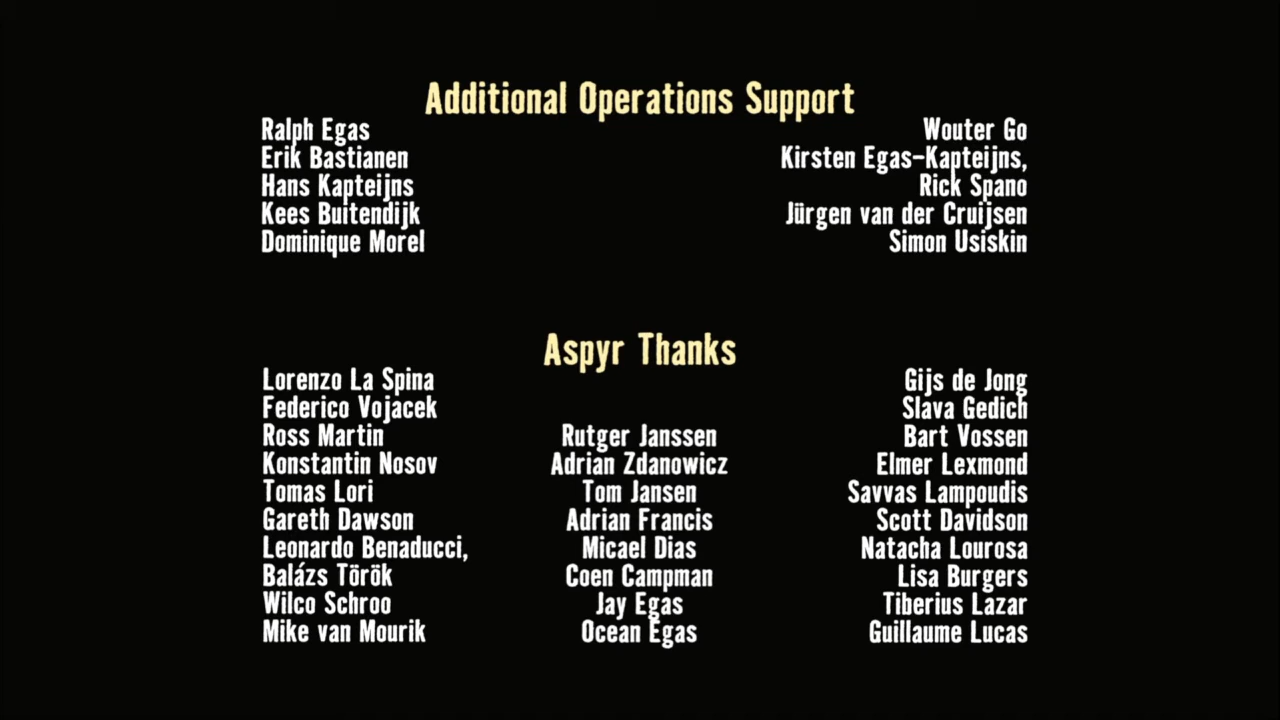 Additional Operations Support
Ralph Egas
Erik Bastianen
Hans Kapteijns
Kees Buitendijk
Dominique Morel
Wouter Go
Kirsten Egas-Kapteijns,
Rick Spano
Jürgen van der Cruijsen
Simon Usiskin
Aspyr Thanks
Lorenzo La Spina
Federico Vojacek
Ross Martin
Konstantin Nosov
Tomas Lori
Gareth Dawson
Leonardo Benaducci,
Balázs Török
Wilco Schroo
Mike van Mourik
Rutger Janssen
Adrian Zdanowicz
Tom Jansen
Adrian Francis
Micael Dias
Coen Campman
Jay Egas
Ocean Egas
Gijs de Jong
Slava Gedich
Bart Vossen
Elmer Lexmond
Savvas Lampoudis
Scott Davidson
Natacha Lourosa
Lisa Burgers
Tiberius Lazar
Guillaume Lucas